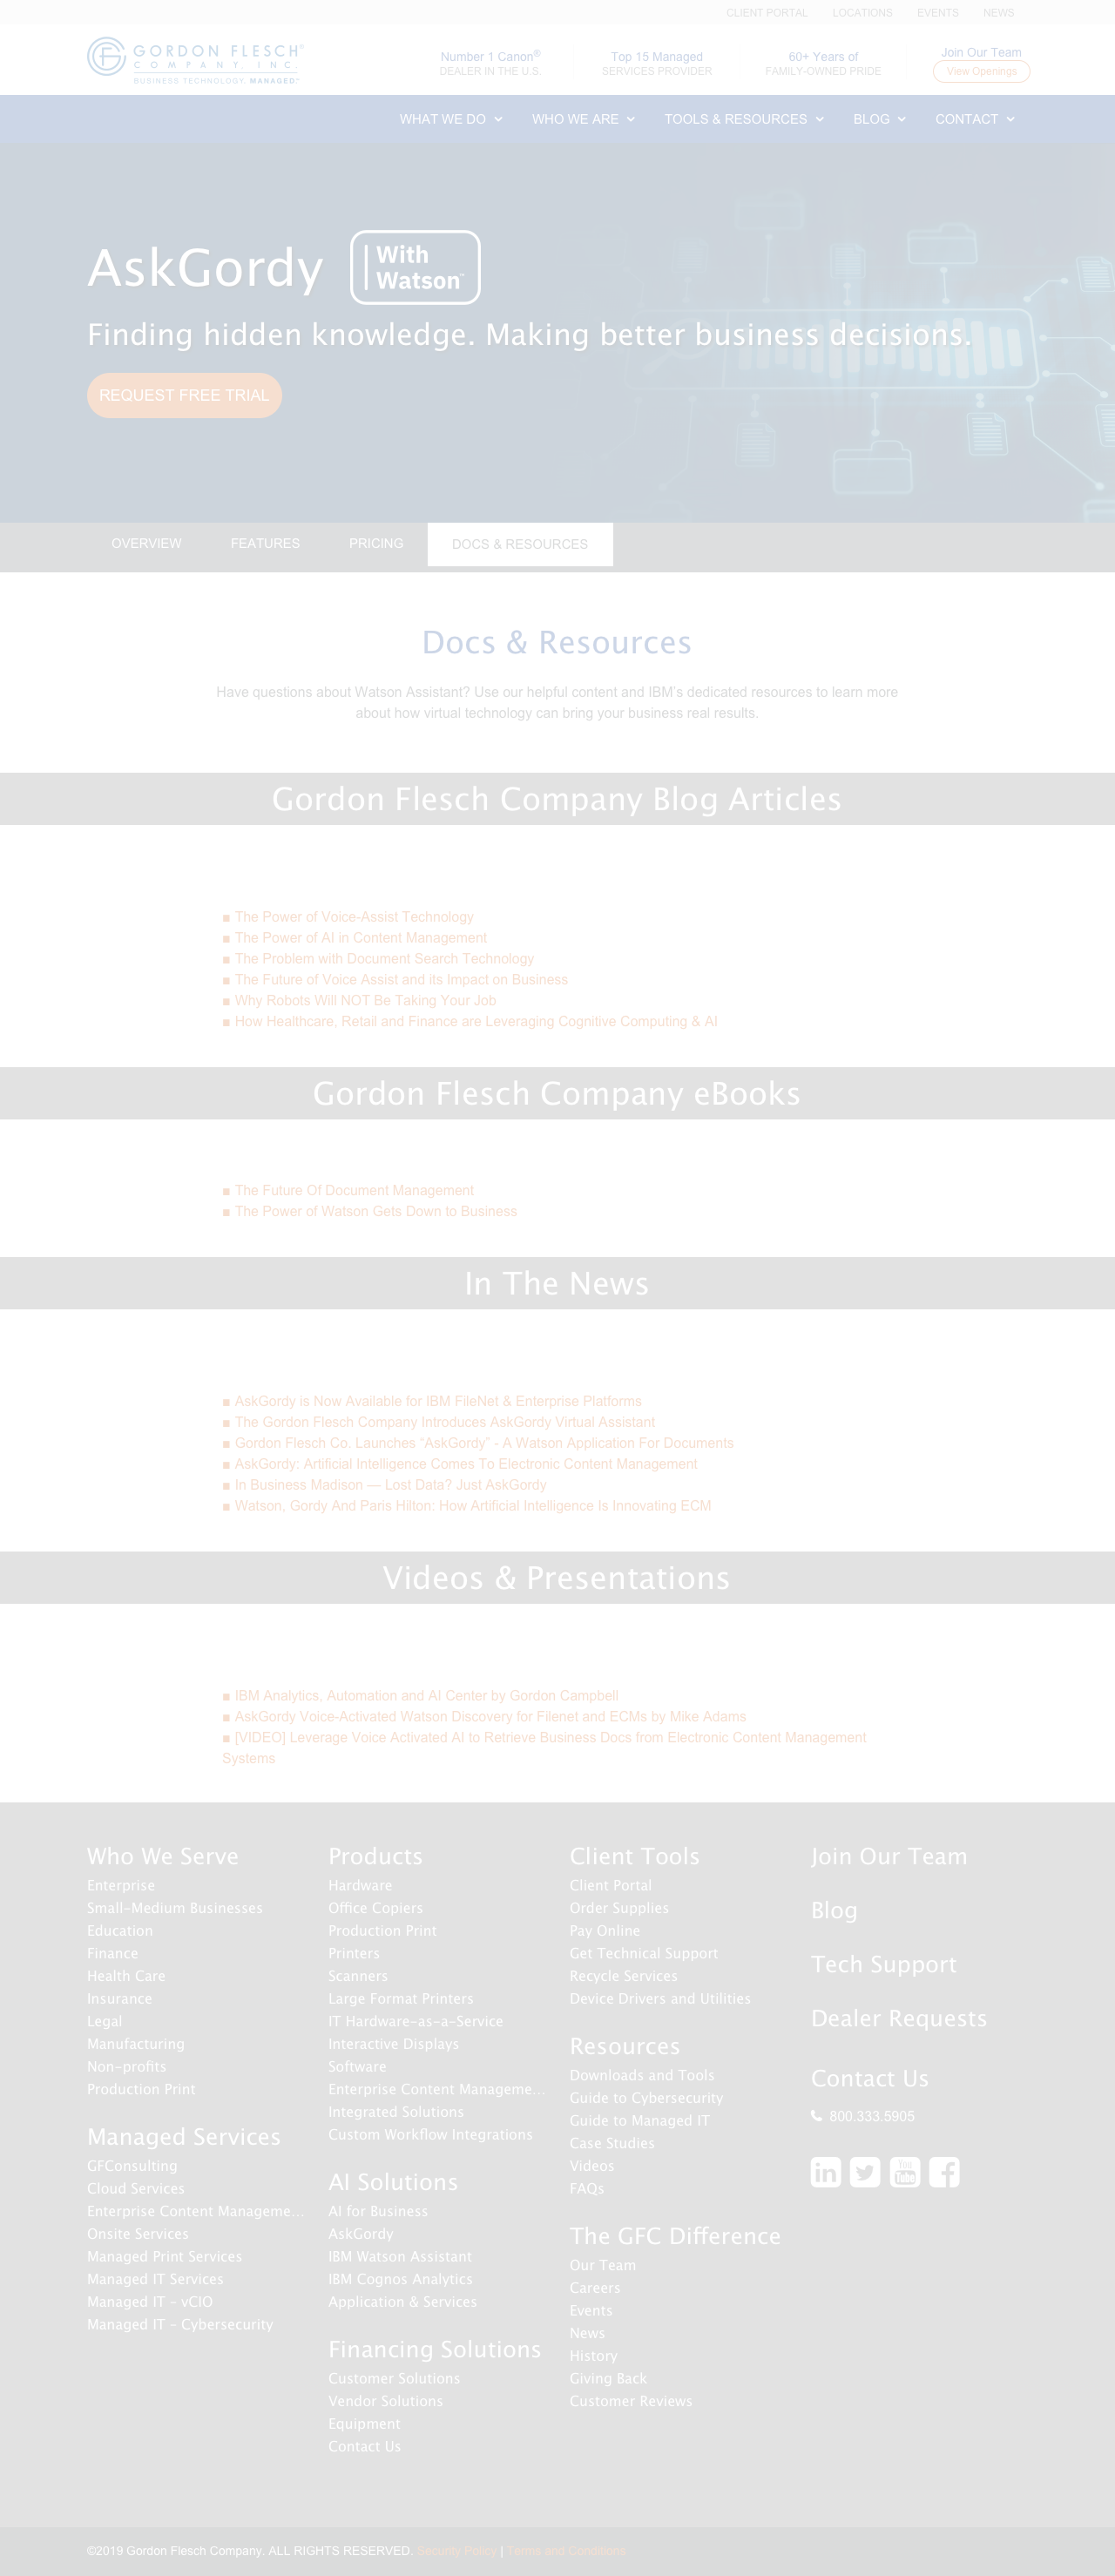 CLIENT PORTAL LOCATIONS EVENTS NEWS
GORDON FLESCH®
COMPANY, INC.
BUSINESS TECHNOLOGY. MANAGED.℠
Number 1 Canon®
DEALER IN THE U.S.
Top 15 Managed
SERVICES PROVIDER
60+ Years of
FAMILY-OWNED PRIDE
Join Our Team
View Openings
WHAT WE DO WHO WE ARE TOOLS & RESOURCES BLOG CONTACT
AskGordy
With
Watson™
Finding hidden knowledge. Making better business decisions.
REQUEST FREE TRIAL
OVERVIEW FEATURES PRICING DOCS & RESOURCES
Docs & Resources
Have questions about Watson Assistant? Use our helpful content and IBM's dedicated resources to learn more
about how virtual technology can bring your business real results.
Gordon Flesch Company Blog Articles
The Power of Voice-Assist Technology
The Power of AI in Content Management
The Problem with Document Search Technology
The Future of Voice Assist and its Impact on Business
Why Robots Will NOT Be Taking Your Job
How Healthcare, Retail and Finance are Leveraging Cognitive Computing & AI
Gordon Flesch Company eBooks
The Future Of Document Management
The Power of Watson Gets Down to Business
In The News
AskGordy is Now Available for IBM FileNet & Enterprise Platforms
The Gordon Flesch Company Introduces AskGordy Virtual Assistant
Gordon Flesch Co. Launches “AskGordy” - A Watson Application For Documents
AskGordy: Artificial Intelligence Comes To Electronic Content Management
In Business Madison — Lost Data? Just AskGordy
Watson, Gordy And Paris Hilton: How Artificial Intelligence Is Innovating ECM
Videos & Presentations
IBM Analytics, Automation and AI Center by Gordon Campbell
AskGordy Voice-Activated Watson Discovery for Filenet and ECMs by Mike Adams
[VIDEO] Leverage Voice Activated AI to Retrieve Business Docs from Electronic Content Management
Systems
Who We Serve
Enterprise
Small-Medium Businesses
Education
Finance
Health Care
Insurance
Legal
Manufacturing
Non-profits
Production Print
Managed Services
GFConsulting
Cloud Services
Enterprise Content Manageme...
Onsite Services
Managed Print Services
Managed IT Services
Managed IT - vCIO
Managed IT - Cybersecurity
Products
Hardware
Office Copiers
Production Print
Printers
Scanners
Large Format Printers
IT Hardware-as-a-Service
Interactive Displays
Software
Enterprise Content Manageme...
Integrated Solutions
Custom Workflow Integrations
AI Solutions
AI for Business
AskGordy
IBM Watson Assistant
IBM Cognos Analytics
Application & Services
Financing Solutions
Customer Solutions
Vendor Solutions
Equipment
Contact Us
Client Tools
Client Portal
Order Supplies
Pay Online
Get Technical Support
Recycle Services
Device Drivers and Utilities
Resources
Downloads and Tools
Guide to Cybersecurity
Guide to Managed IT
Case Studies
Videos
FAQs
The GFC Difference
Our Team
Careers
Events
News
History
Giving Back
Customer Reviews
Join Our Team
Blog
Tech Support
Dealer Requests
Contact Us
800.333.5905
in
You
Tube
f
©2019 Gordon Flesch Company. ALL RIGHTS RESERVED. Security Policy | Terms and Conditions